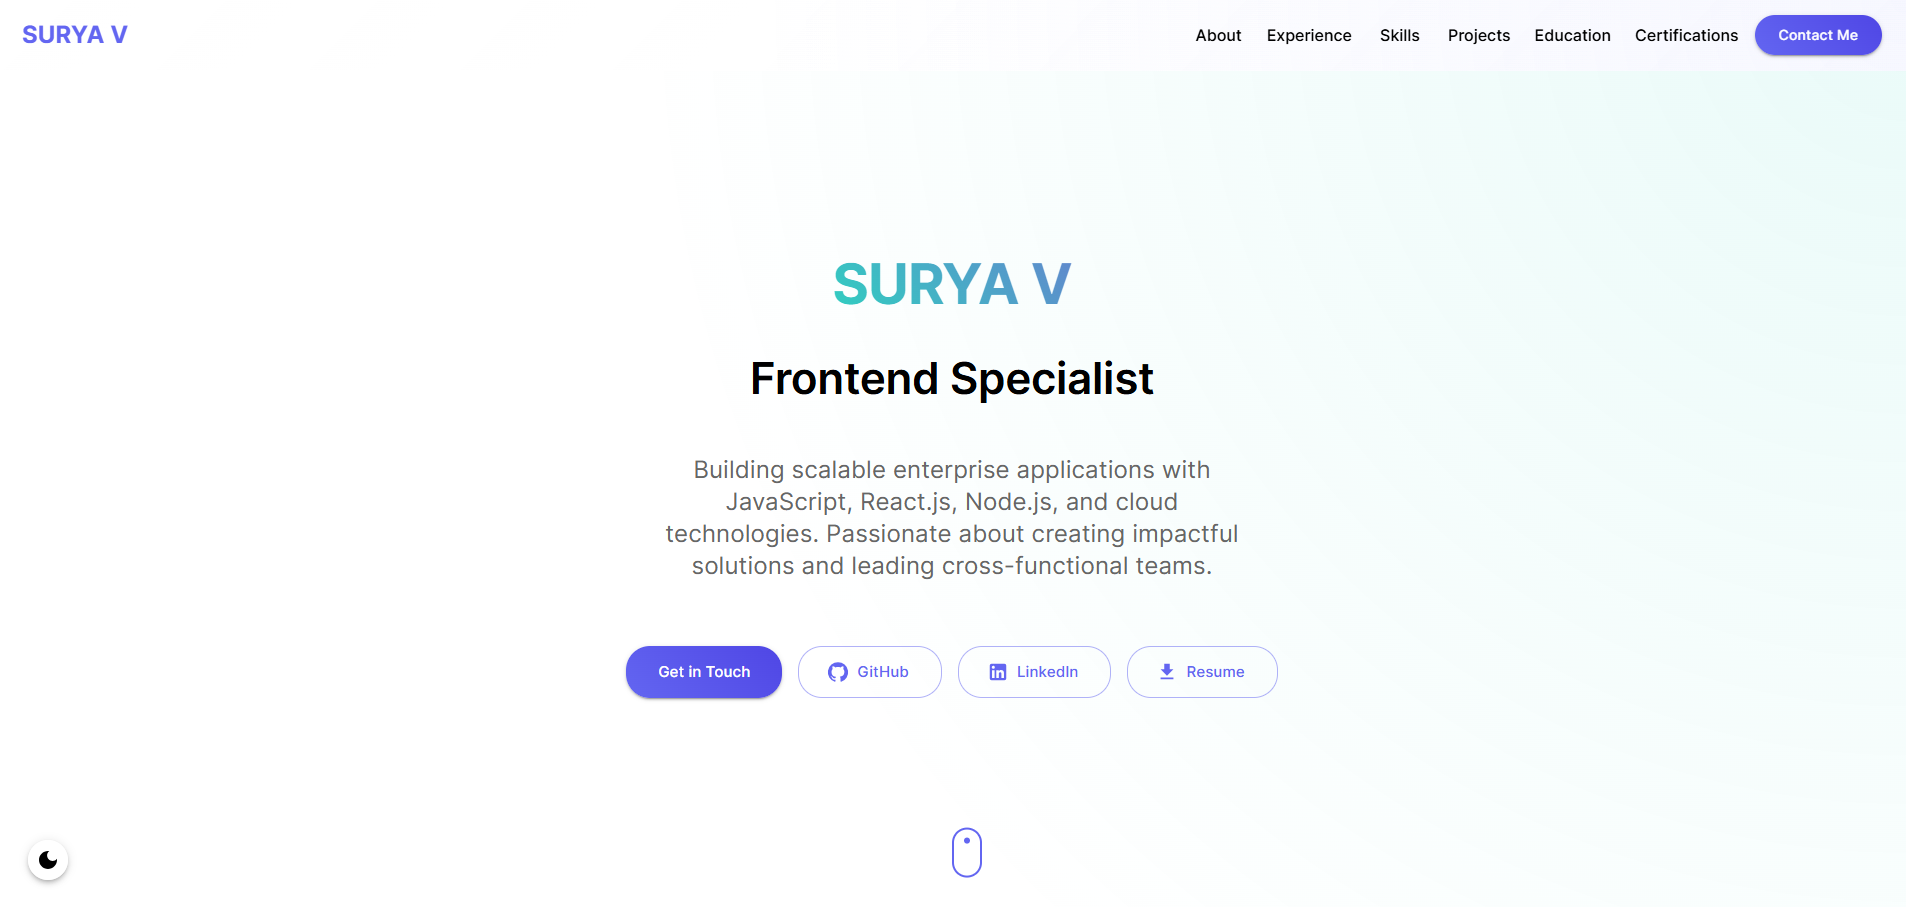 SURYA V
About Experience Skills Projects Education Certifications Contact Me
SURYA V
Frontend Specialist
Building scalable enterprise applications with
JavaScript, React.js, Node.js, and cloud
technologies. Passionate about creating impactful
solutions and leading cross-functional teams.
Get in Touch GitHub LinkedIn Resume